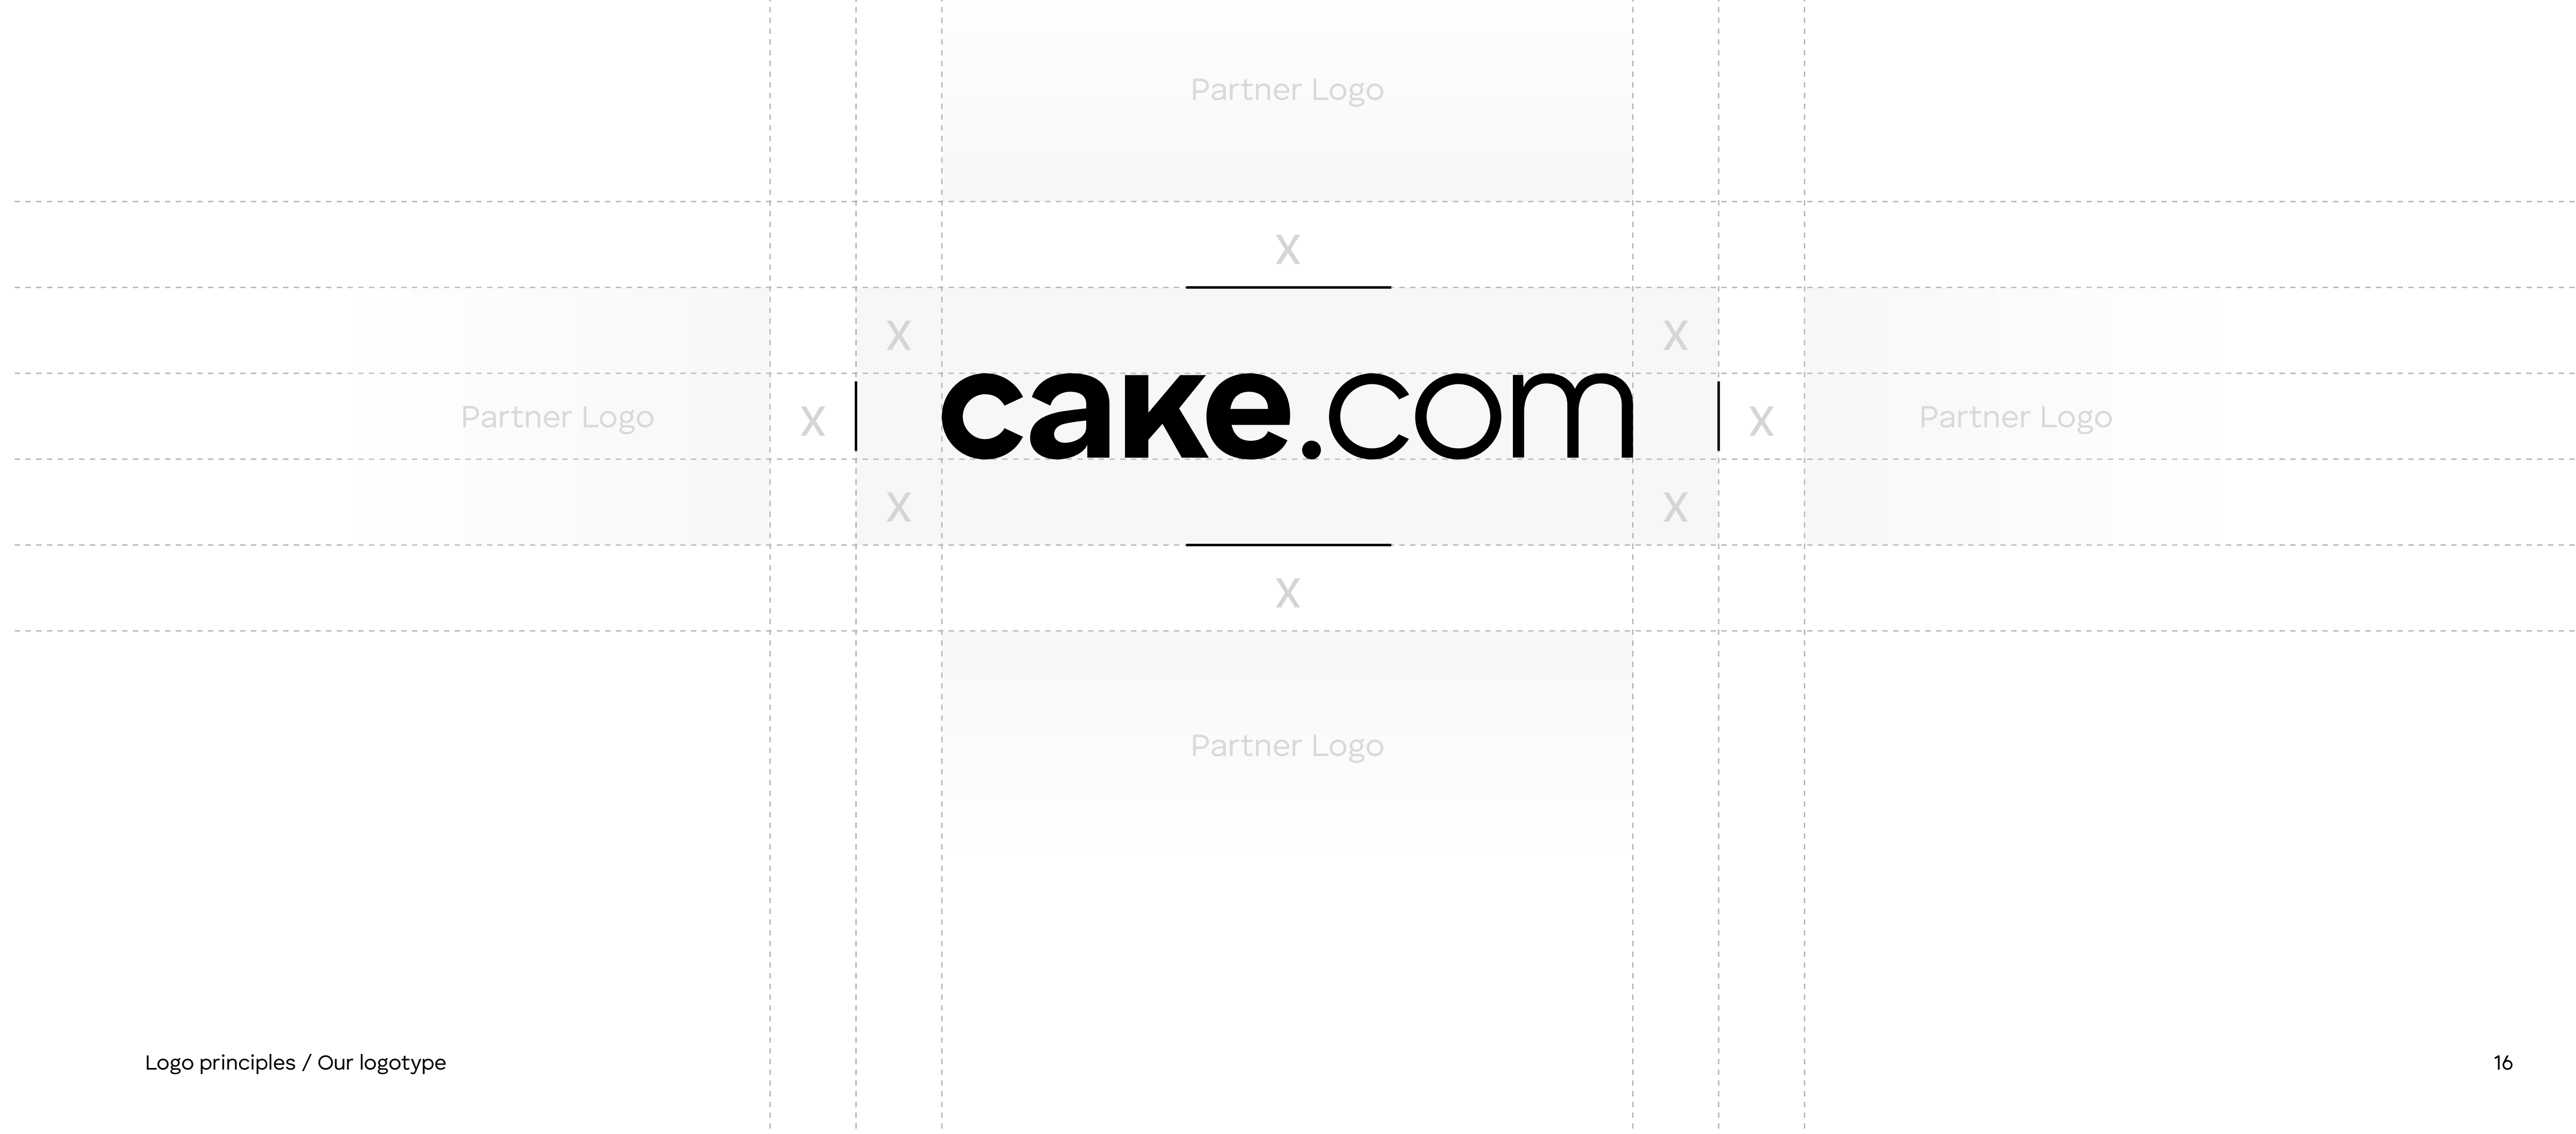 Partner Logo
X
X X
cake.com
Partner Logo X X Partner Logo
X X
X
Partner Logo
Logo principles / Our logotype
16